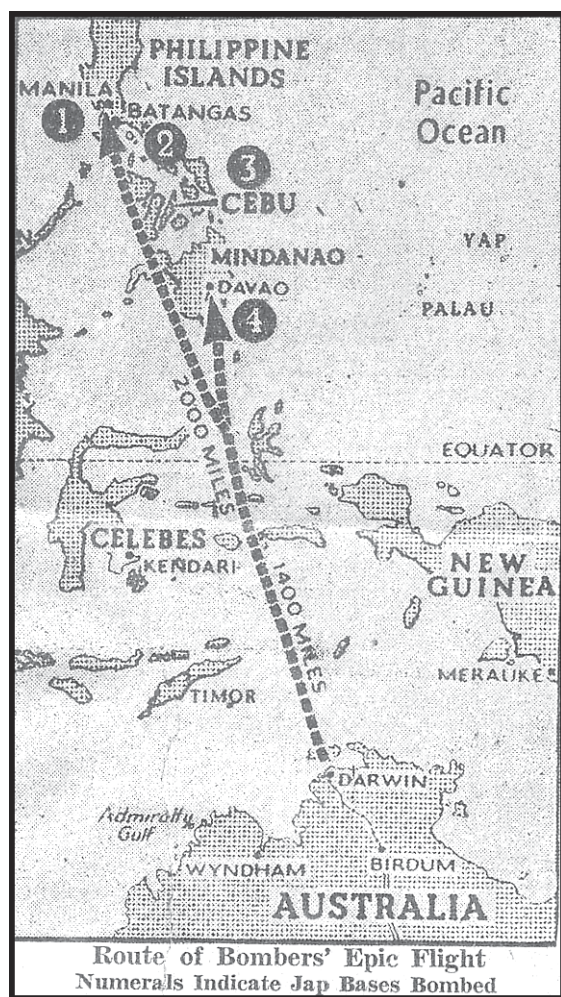 PHILIPPINE
ISLANDS
MANILA
BATANGAS
Pacific
Ocean
1
2
3
CEBU
YAP
MINDANAO
DAVAO
PALAU
4
2000 MILES
EQUATOR
CELEBES
KENDARI
NEW
GUINEA
1400 MILES
MERAUKE
TIMOR
DARWIN
Admiralty
Gulf
WYNDHAM
BIRDUM
AUSTRALIA
Route of Bombers' Epic Flight
Numerals Indicate Jap Bases Bombed